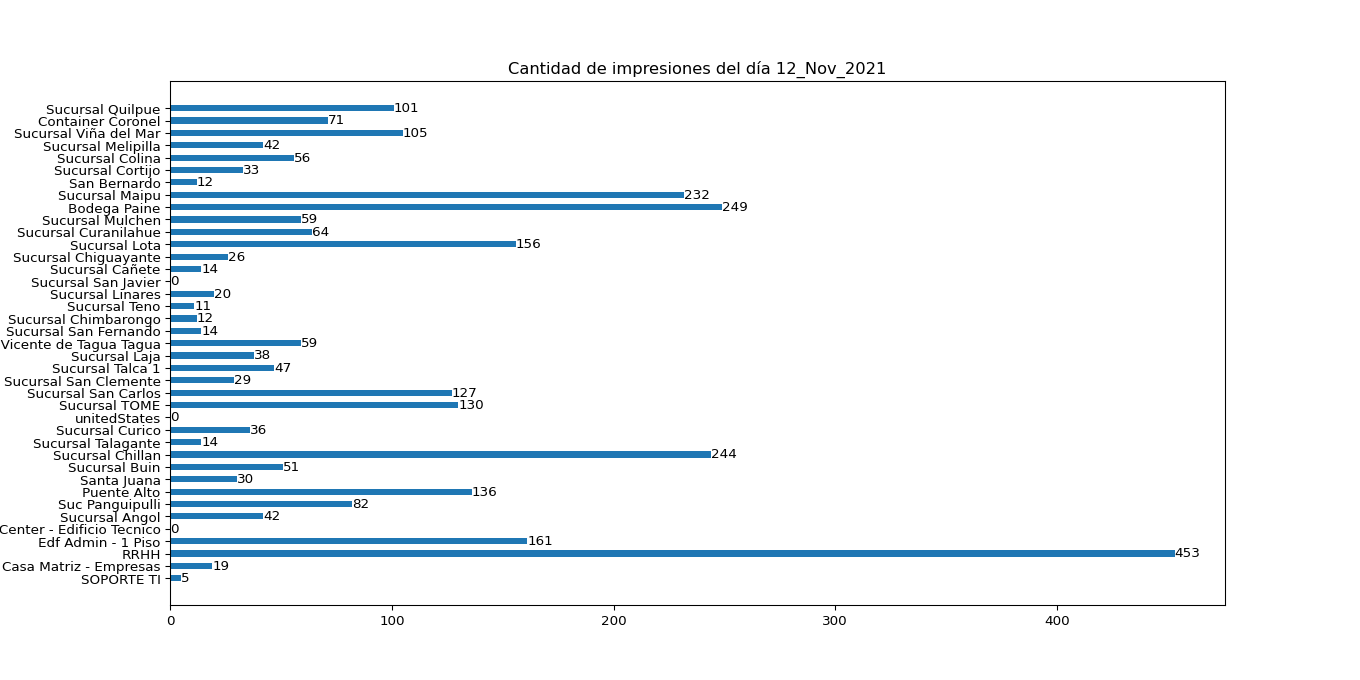 Cantidad de impresiones del día 12_Nov_2021
Sucursal Quilpue 101
Container Coronel 71
Sucursal Viña del Mar 105
Sucursal Melipilla 42
Sucursal Colina 56
Sucursal Cortijo 33
San Bernardo 12
Sucursal Maipu 232
Bodega Paine 249
Sucursal Mulchen 59
Sucursal Curanilahue 64
Sucursal Lota 156
Sucursal Chiguayante 26
Sucursal Cañete 14
Sucursal San Javier 0
Sucursal Linares 20
Sucursal Teno 11
Sucursal Chimbarongo 12
Sucursal San Fernando 14
Vicente de Tagua Tagua 59
Sucursal Laja 38
Sucursal Talca 1 47
Sucursal San Clemente 29
Sucursal San Carlos 127
Sucursal TOME 130
unitedStates 0
Sucursal Curico 36
Sucursal Talagante 14
Sucursal Chillan 244
Sucursal Buin 51
Santa Juana 30
Puente Alto 136
Suc Panguipulli 82
Sucursal Angol 42
Center - Edificio Tecnico 0
Edf Admin - 1 Piso 161
RRHH 453
Casa Matriz - Empresas 19
SOPORTE TI 5
0 100 200 300 400